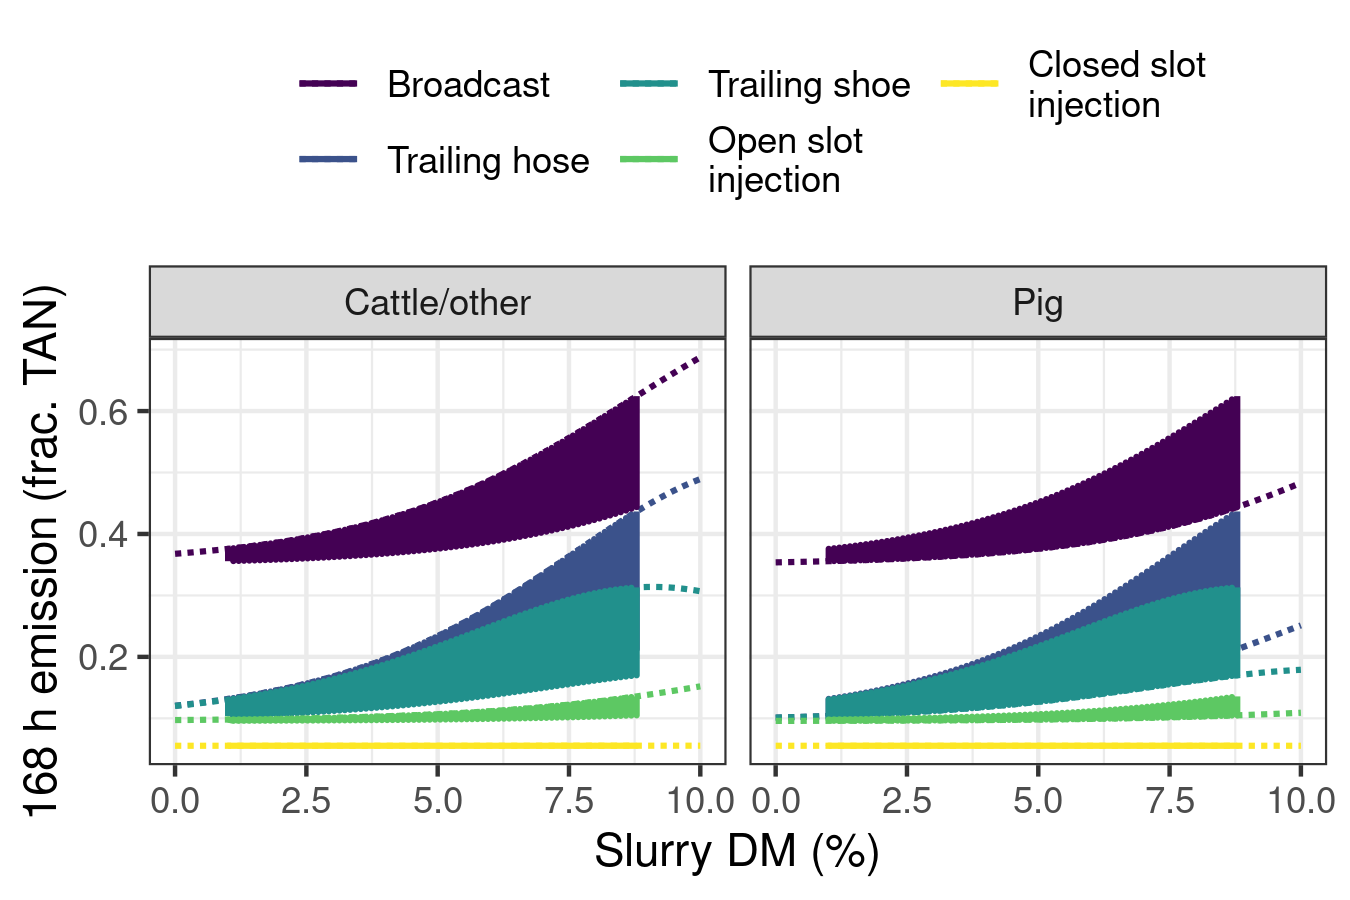 Broadcast
Trailing hose
Trailing shoe
Open slot
injection
Closed slot
injection
Cattle/other
Pig
168 h emission (frac. TAN)
0.6
0.4
0.2
0.0 2.5 5.0 7.5 10.0
0.0 2.5 5.0 7.5 10.0
Slurry DM (%)